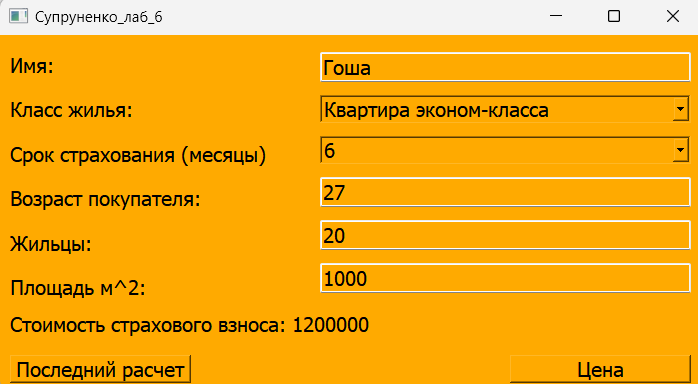 Супруненко_лаб_6
Имя: Гоша
Класс жилья: Квартира эконом-класса
Срок страхования (месяцы) 6
Возраст покупателя: 27
Жильцы: 20
Площадь м^2: 1000
Стоимость страхового взноса: 1200000
Последний расчет Цена